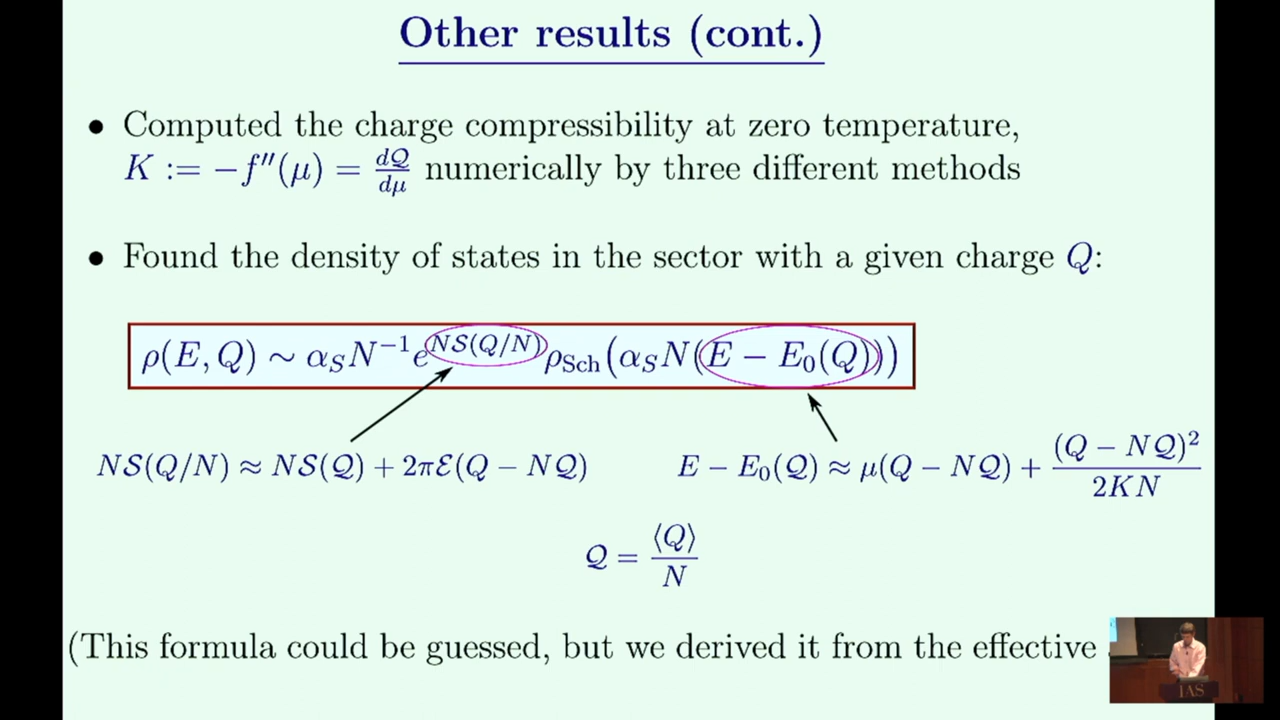 Other results (cont.)
• Computed the charge compressibility at zero temperature,
K := −f″(μ) = d𝒬/dμ numerically by three different methods
• Found the density of states in the sector with a given charge Q:
ρ(E, Q) ∼ α_S N^{−1} e^{N𝒮(Q/N)} ρ_Sch(α_S N(E − E_0(Q)))
N𝒮(Q/N) ≈ N𝒮(𝒬) + 2πℰ(Q − N𝒬)
E − E_0(𝒬) ≈ μ(Q − N𝒬) + (Q − N𝒬)²/2KN
𝒬 = ⟨Q⟩/N
(This formula could be guessed, but we derived it from the effective
IAS